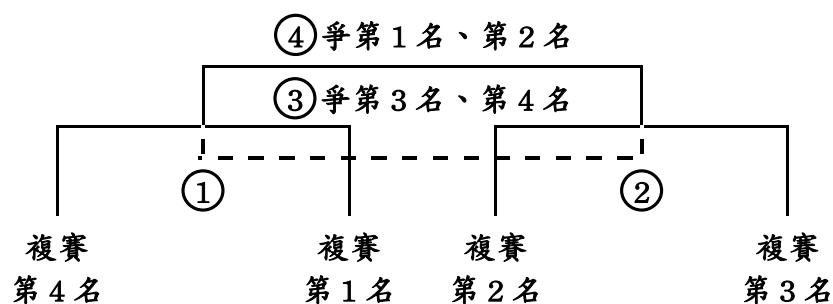 ④爭第1名、第2名
③爭第3名、第4名
① ②
複賽 複賽 複賽 複賽
第4名 第1名 第2名 第3名